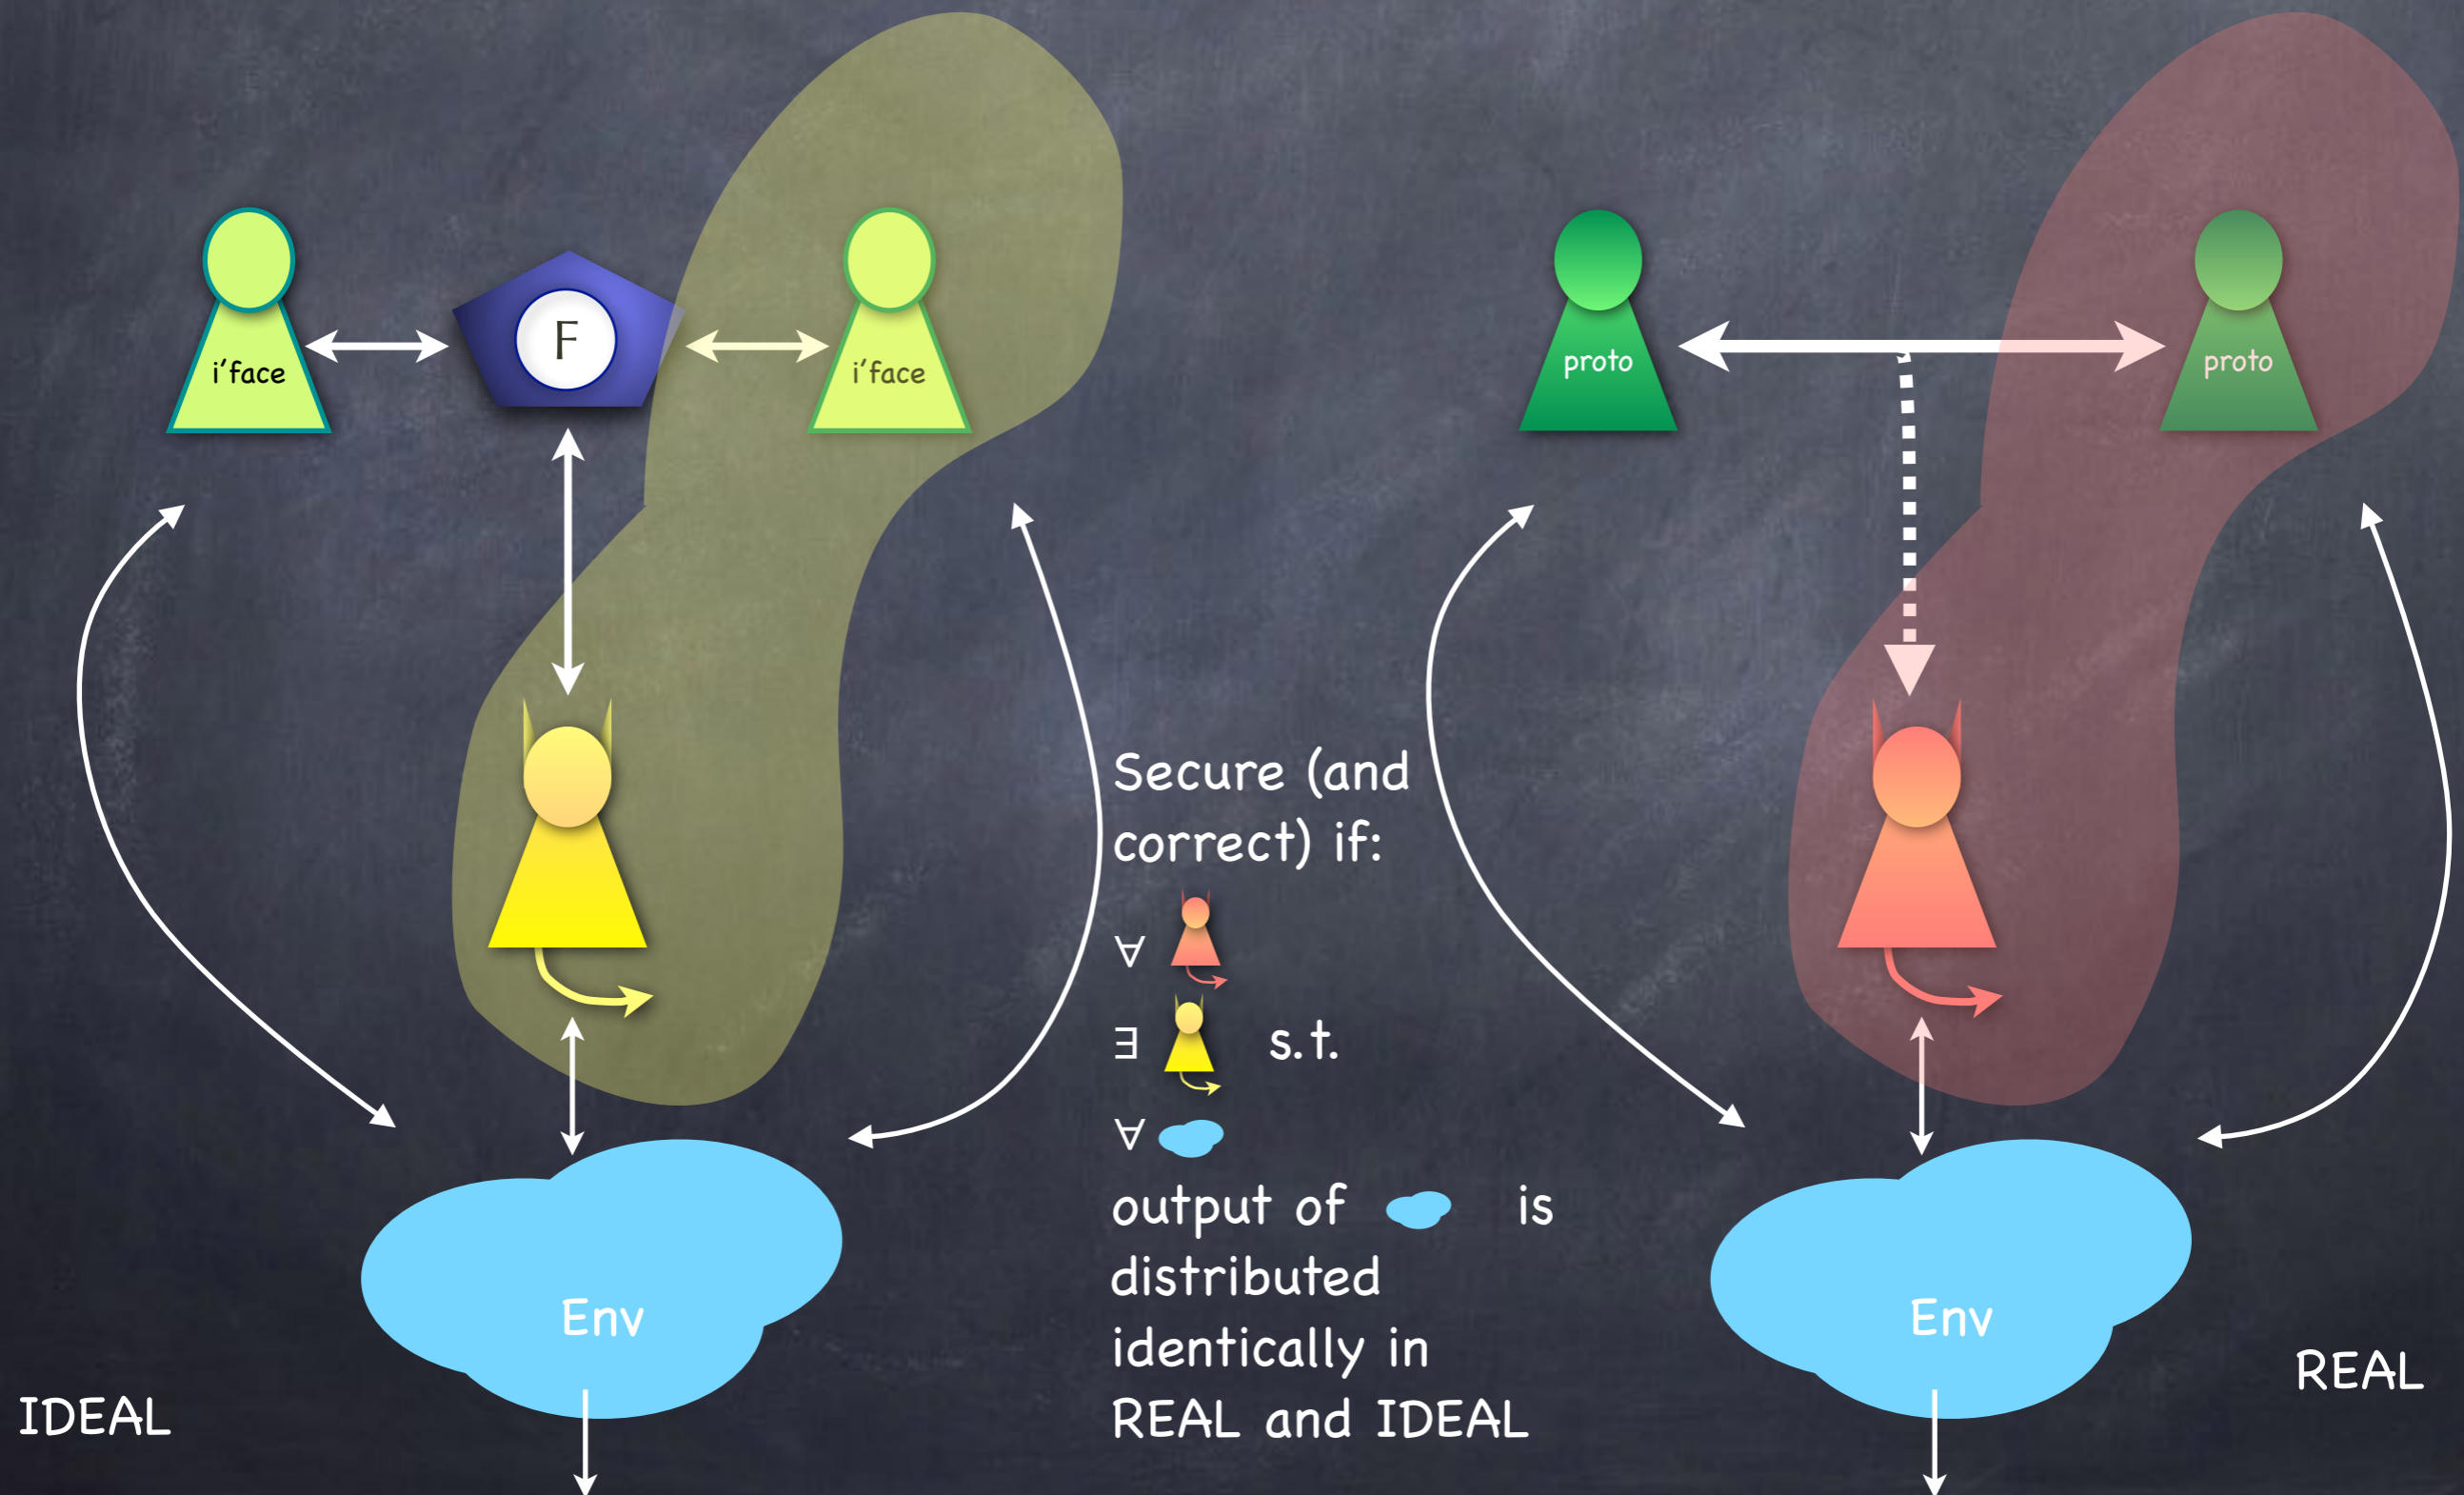 i'face
F
i'face
proto
proto
Secure (and
correct) if:
∀
∃ s.t.
∀
output of is
distributed
identically in
REAL and IDEAL
Env
Env
IDEAL
REAL